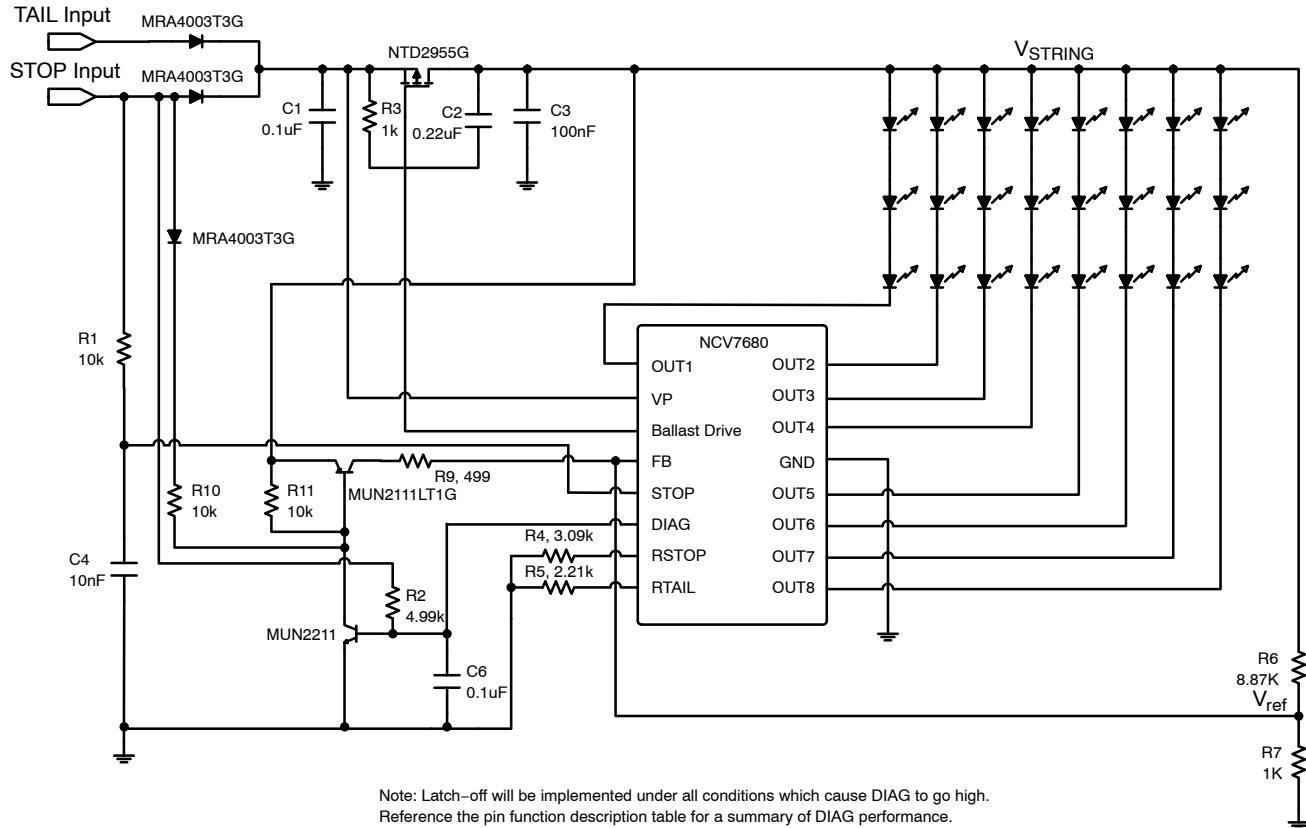 TAIL Input
MRA4003T3G
STOP Input
MRA4003T3G
NTD2955G
VSTRING
C1
0.1uF
R3
1k
C2
0.22uF
C3
100nF
MRA4003T3G
R1
10k
NCV7680
OUT1
OUT2
VP
OUT3
Ballast Drive
OUT4
FB
GND
STOP
OUT5
DIAG
OUT6
RSTOP
OUT7
RTAIL
OUT8
R9, 499
MUN2111LT1G
R10
10k
R11
10k
R4, 3.09k
R5, 2.21k
C4
10nF
R2
4.99k
MUN2211
C6
0.1uF
R6
8.87K
Vref
R7
1K
Note: Latch−off will be implemented under all conditions which cause DIAG to go high.
Reference the pin function description table for a summary of DIAG performance.